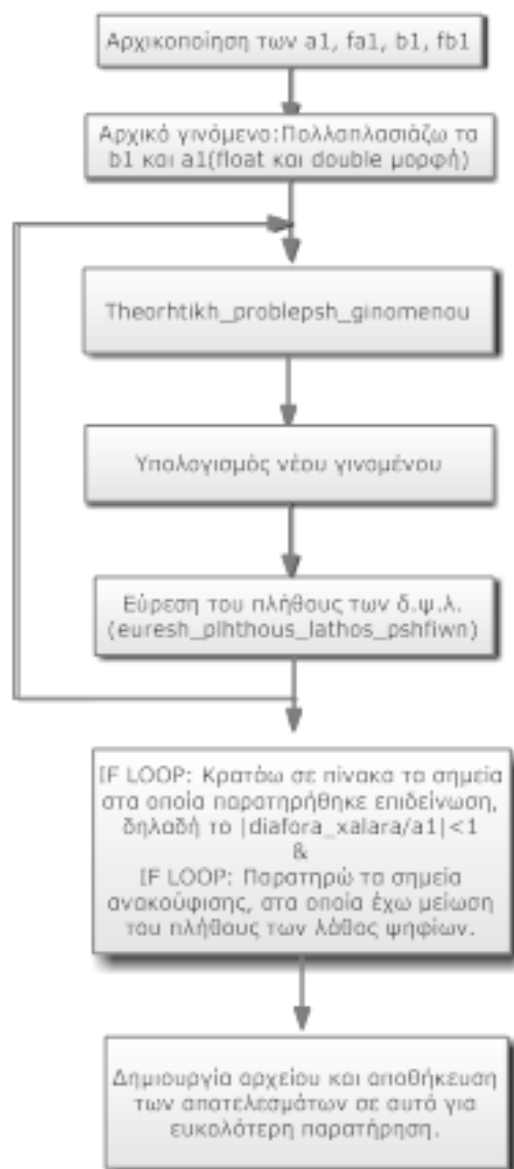 Αρχικοποίηση των a1, fa1, b1, fb1
Αρχικό γινόμενο:Πολλαπλασιάζω τα
b1 και a1(float και double μορφή)
Theorhtikh_problepsh_ginomenou
Υπολογισμός νέου γινομένου
Εύρεση του πλήθους των δ.ψ.λ.
(euresh_plhthous_lathos_pshfiwn)
IF LOOP: Κρατάω σε πίνακα τα σημεία
στα οποία παρατηρήθηκε επιδείνωση,
δηλαδή το |diafora_xalara/a1|<1
&
IF LOOP: Παρατηρώ τα σημεία
ανακούφισης, στα οποία έχω μείωση
του πλήθους των λάθος ψηφίων.
Δημιουργία αρχείου και αποθήκευση
των αποτελεσμάτων σε αυτό για
ευκολότερη παρατήρηση.